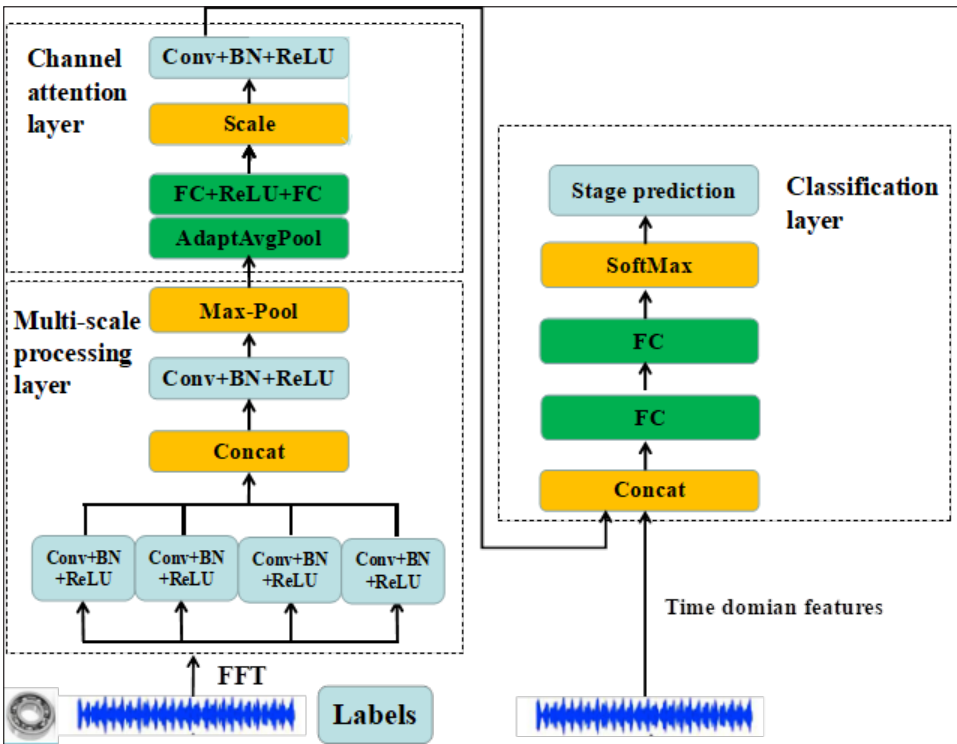 Channel
attention
layer
Conv+BN+ReLU
Scale
FC+ReLU+FC
AdaptAvgPool
Multi-scale
processing
layer
Max-Pool
Conv+BN+ReLU
Concat
Conv+BN
+ReLU
Conv+BN
+ReLU
Conv+BN
+ReLU
Conv+BN
+ReLU
FFT
Labels
Classification
layer
Stage prediction
SoftMax
FC
FC
Concat
Time domian features